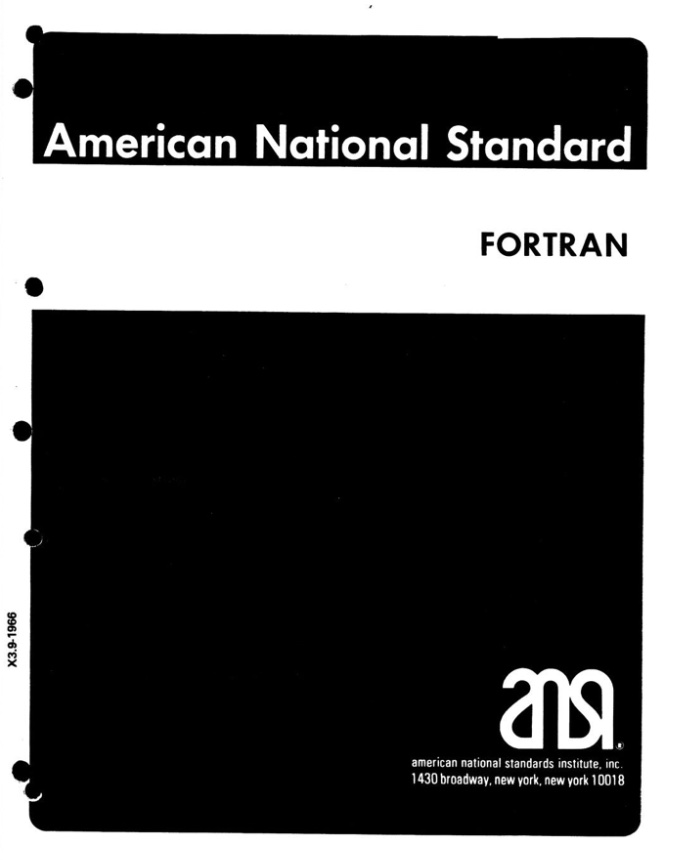 American National Standard
FORTRAN
X3.9-1966
ansi
american national standards institute, inc.
1430 broadway, new york, new york 10018